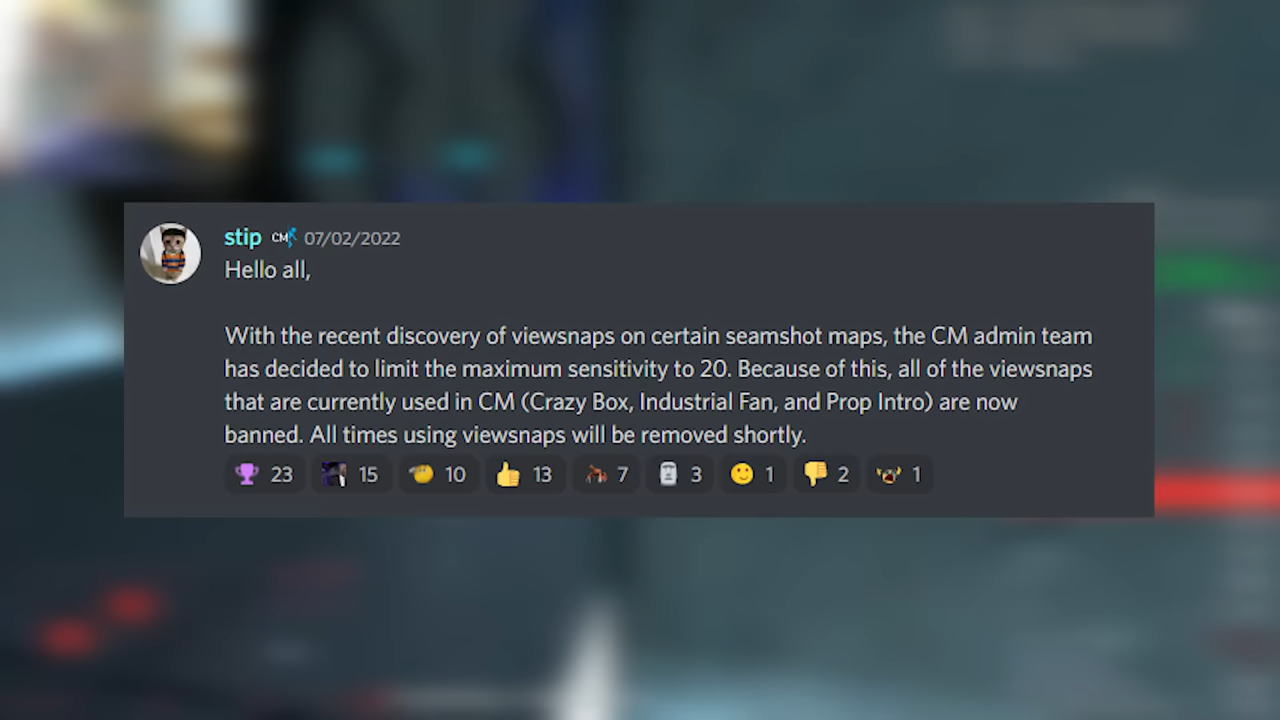 stip CM 07/02/2022
Hello all,
With the recent discovery of viewsnaps on certain seamshot maps, the CM admin team
has decided to limit the maximum sensitivity to 20. Because of this, all of the viewsnaps
that are currently used in CM (Crazy Box, Industrial Fan, and Prop Intro) are now
banned. All times using viewsnaps will be removed shortly.
23 15 10 13 7 3 1 2 1